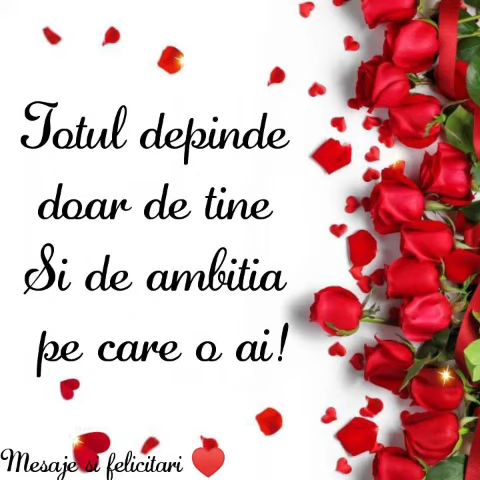 Totul depinde
doar de tine
Si de ambitia
pe care o ai!
Mesaje si felicitari ♥️